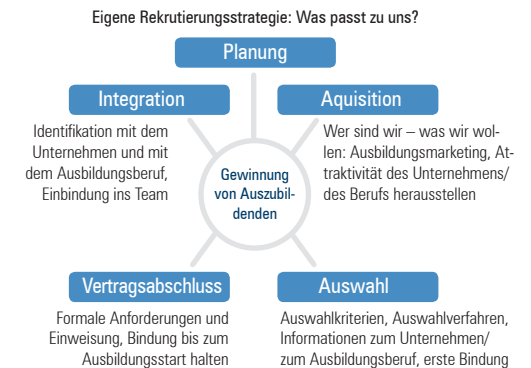 Eigene Rekrutierungsstrategie: Was passt zu uns?
Planung
Integration
Identifikation mit dem
Unternehmen und mit
dem Ausbildungsberuf,
Einbindung ins Team
Aquisition
Wer sind wir – was wir wol-
len: Ausbildungsmarketing, At-
traktivität des Unternehmens/
des Berufs herausstellen
Gewinnung
von Auszubil-
denden
Vertragsabschluss
Formale Anforderungen und
Einweisung, Bindung bis zum
Ausbildungsstart halten
Auswahl
Auswahlkriterien, Auswahlverfahren,
Informationen zum Unternehmen/
zum Ausbildungsberuf, erste Bindung